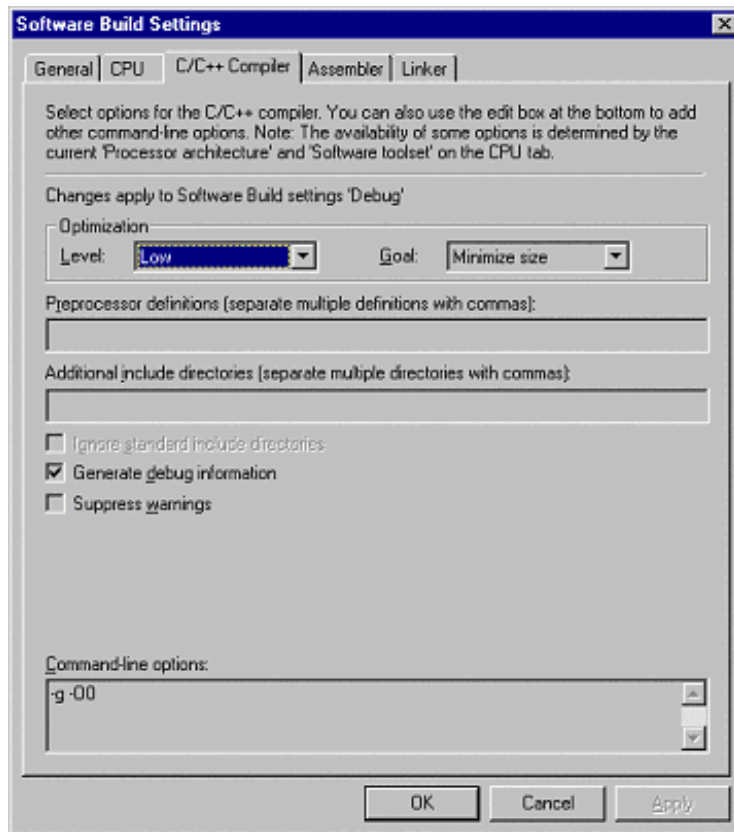 Software Build Settings
General CPU C/C++ Compiler Assembler Linker
Select options for the C/C++ compiler. You can also use the edit box at the bottom to add
other command-line options. Note: The availability of some options is determined by the
current 'Processor architecture' and 'Software toolset' on the CPU tab.
Changes apply to Software Build settings 'Debug'
Optimization
Level: Low Goal: Minimize size
Preprocessor definitions (separate multiple definitions with commas):
Additional include directories (separate multiple directories with commas):
Ignore standard include directories
Generate debug information
Suppress warnings
Command-line options:
-g -O0
OK Cancel Apply